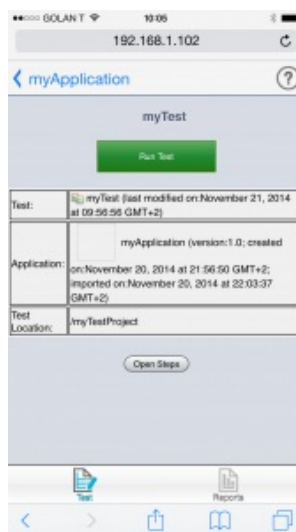 GOLAN T 10:05
192.168.1.102
myApplication ?
myTest
Run Test
Test: myTest (last modified on:November 21, 2014
at 09:56:56 GMT+2)
Application: myApplication (version:1.0; created
on:November 20, 2014 at 21:56:50 GMT+2;
imported on:November 20, 2014 at 22:03:37
GMT+2)
Test Location: /myTestProject
Open Steps
Test Reports